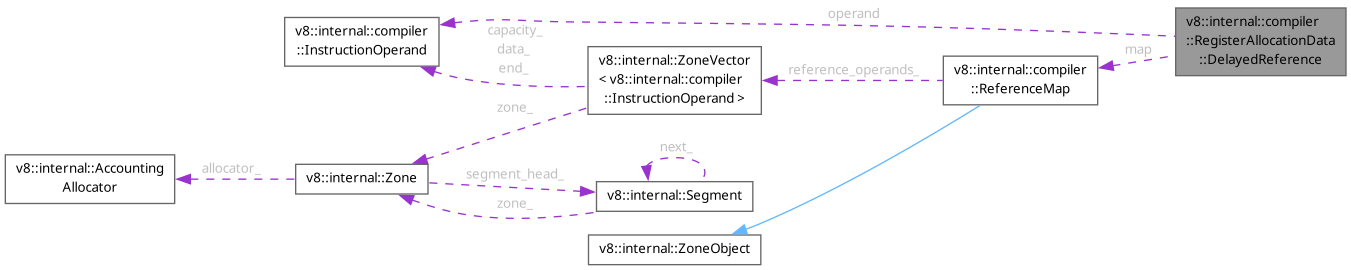 v8::internal::compiler
::InstructionOperand
capacity_
data_
end_
operand
v8::internal::compiler
::RegisterAllocationData
::DelayedReference
map
v8::internal::ZoneVector
< v8::internal::compiler
::InstructionOperand >
reference_operands_
v8::internal::compiler
::ReferenceMap
zone_
v8::internal::Accounting
Allocator
allocator_
v8::internal::Zone
segment_head_
zone_
next_
v8::internal::Segment
v8::internal::ZoneObject